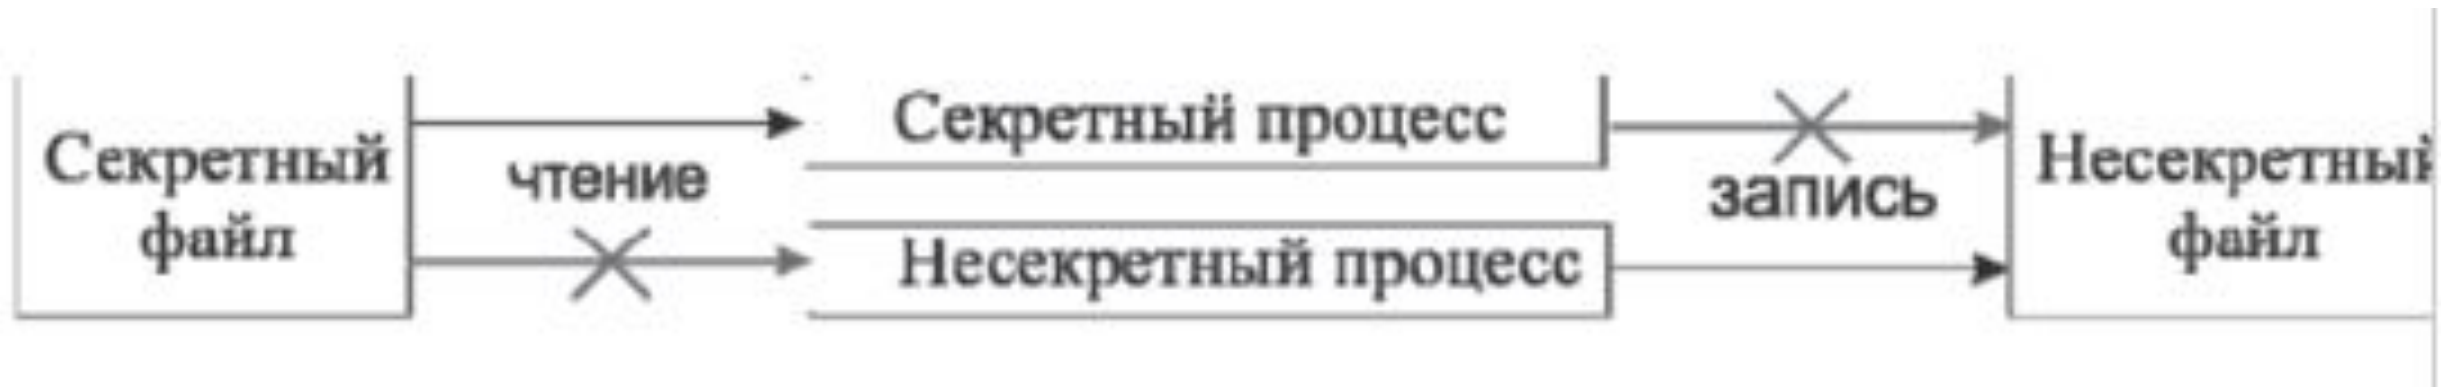 Секретный
файл
чтение
Секретный процесс
Несекретный процесс
запись
Несекретный
файл